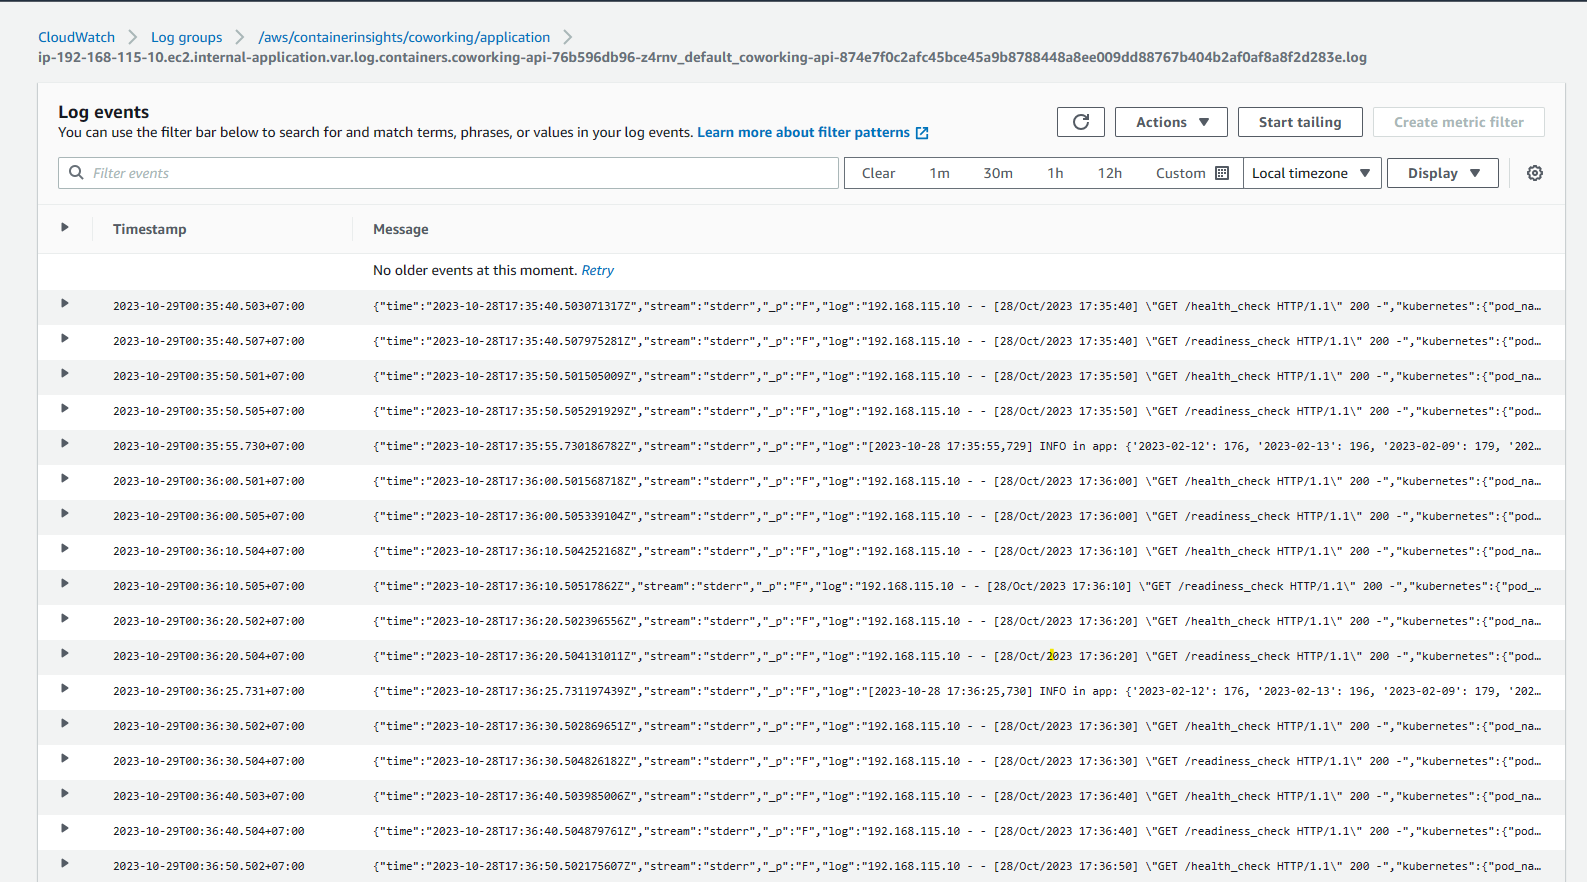 CloudWatch > Log groups > /aws/containerinsights/coworking/application >
ip-192-168-115-10.ec2.internal-application.var.log.containers.coworking-api-76b596db96-z4rnv_default_coworking-api-874e7f0c2afc45bce45a9b8788448a8ee009dd88767b404b2af0af8a8f2d283e.log
Log events
You can use the filter bar below to search for and match terms, phrases, or values in your log events. Learn more about filter patterns
Actions Start tailing Create metric filter
Filter events Clear 1m 30m 1h 12h Custom Local timezone Display
Timestamp Message
No older events at this moment. Retry
2023-10-29T00:35:40.503+07:00 {"time":"2023-10-28T17:35:40.503071317Z","stream":"stderr","_p":"F","log":"192.168.115.10 - - [28/Oct/2023 17:35:40] \"GET /health_check HTTP/1.1\" 200 -","kubernetes":{"pod_na…
2023-10-29T00:35:40.507+07:00 {"time":"2023-10-28T17:35:40.507975281Z","stream":"stderr","_p":"F","log":"192.168.115.10 - - [28/Oct/2023 17:35:40] \"GET /readiness_check HTTP/1.1\" 200 -","kubernetes":{"pod…
2023-10-29T00:35:50.501+07:00 {"time":"2023-10-28T17:35:50.501505009Z","stream":"stderr","_p":"F","log":"192.168.115.10 - - [28/Oct/2023 17:35:50] \"GET /health_check HTTP/1.1\" 200 -","kubernetes":{"pod_na…
2023-10-29T00:35:50.505+07:00 {"time":"2023-10-28T17:35:50.505291929Z","stream":"stderr","_p":"F","log":"192.168.115.10 - - [28/Oct/2023 17:35:50] \"GET /readiness_check HTTP/1.1\" 200 -","kubernetes":{"pod…
2023-10-29T00:35:55.730+07:00 {"time":"2023-10-28T17:35:55.730186782Z","stream":"stderr","_p":"F","log":"[2023-10-28 17:35:55,729] INFO in app: {'2023-02-12': 176, '2023-02-13': 196, '2023-02-09': 179, '202…
2023-10-29T00:36:00.501+07:00 {"time":"2023-10-28T17:36:00.501568718Z","stream":"stderr","_p":"F","log":"192.168.115.10 - - [28/Oct/2023 17:36:00] \"GET /health_check HTTP/1.1\" 200 -","kubernetes":{"pod_na…
2023-10-29T00:36:00.505+07:00 {"time":"2023-10-28T17:36:00.505339104Z","stream":"stderr","_p":"F","log":"192.168.115.10 - - [28/Oct/2023 17:36:00] \"GET /readiness_check HTTP/1.1\" 200 -","kubernetes":{"pod…
2023-10-29T00:36:10.504+07:00 {"time":"2023-10-28T17:36:10.504252168Z","stream":"stderr","_p":"F","log":"192.168.115.10 - - [28/Oct/2023 17:36:10] \"GET /health_check HTTP/1.1\" 200 -","kubernetes":{"pod_na…
2023-10-29T00:36:10.505+07:00 {"time":"2023-10-28T17:36:10.50517862Z","stream":"stderr","_p":"F","log":"192.168.115.10 - - [28/Oct/2023 17:36:10] \"GET /readiness_check HTTP/1.1\" 200 -","kubernetes":{"pod_…
2023-10-29T00:36:20.502+07:00 {"time":"2023-10-28T17:36:20.502396556Z","stream":"stderr","_p":"F","log":"192.168.115.10 - - [28/Oct/2023 17:36:20] \"GET /health_check HTTP/1.1\" 200 -","kubernetes":{"pod_na…
2023-10-29T00:36:20.504+07:00 {"time":"2023-10-28T17:36:20.504131011Z","stream":"stderr","_p":"F","log":"192.168.115.10 - - [28/Oct/2023 17:36:20] \"GET /readiness_check HTTP/1.1\" 200 -","kubernetes":{"pod…
2023-10-29T00:36:25.731+07:00 {"time":"2023-10-28T17:36:25.731197439Z","stream":"stderr","_p":"F","log":"[2023-10-28 17:36:25,730] INFO in app: {'2023-02-12': 176, '2023-02-13': 196, '2023-02-09': 179, '202…
2023-10-29T00:36:30.502+07:00 {"time":"2023-10-28T17:36:30.502869651Z","stream":"stderr","_p":"F","log":"192.168.115.10 - - [28/Oct/2023 17:36:30] \"GET /health_check HTTP/1.1\" 200 -","kubernetes":{"pod_na…
2023-10-29T00:36:30.504+07:00 {"time":"2023-10-28T17:36:30.504826182Z","stream":"stderr","_p":"F","log":"192.168.115.10 - - [28/Oct/2023 17:36:30] \"GET /readiness_check HTTP/1.1\" 200 -","kubernetes":{"pod…
2023-10-29T00:36:40.503+07:00 {"time":"2023-10-28T17:36:40.503985006Z","stream":"stderr","_p":"F","log":"192.168.115.10 - - [28/Oct/2023 17:36:40] \"GET /health_check HTTP/1.1\" 200 -","kubernetes":{"pod_na…
2023-10-29T00:36:40.504+07:00 {"time":"2023-10-28T17:36:40.504879761Z","stream":"stderr","_p":"F","log":"192.168.115.10 - - [28/Oct/2023 17:36:40] \"GET /readiness_check HTTP/1.1\" 200 -","kubernetes":{"pod…
2023-10-29T00:36:50.502+07:00 {"time":"2023-10-28T17:36:50.502175607Z","stream":"stderr","_p":"F","log":"192.168.115.10 - - [28/Oct/2023 17:36:50] \"GET /health_check HTTP/1.1\" 200 -","kubernetes":{"pod_na…